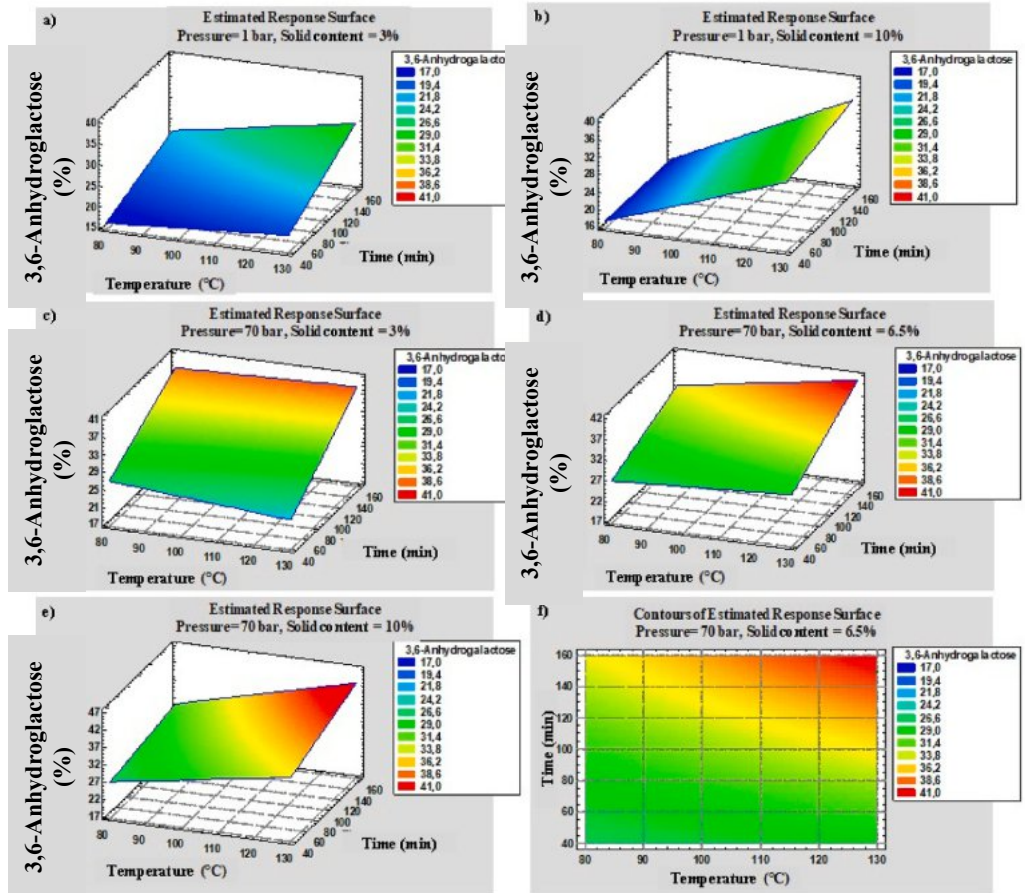 a)
Estimated Response Surface
Pressure= 1 bar, Solid content = 3%
3,6-Anhydrogalactose (%)
3,6-Anhydrogalacto
17,0
19,4
21,8
24,2
26,6
29,0
31,4
33,8
36,2
38,6
41,0
40
35
30
25
20
15
80 90 100 110 120 130
40 60 80 100 120 140 160
Temperature (°C)
Time (min)
b)
Estimated Response Surface
Pressure= 1 bar, Solid content = 10%
3,6-Anhydroglactose
(%)
3,6-Anhydrogalactose
17,0
19,4
21,8
24,2
26,6
29,0
31,4
33,8
36,2
38,6
41,0
40
36
32
28
24
20
16
80 90 100 110 120 130
40 60 80 100 120 140 160
Temperature (°C)
Time (min)
c)
Estimated Response Surface
Pressure= 70 bar, Solid content = 3%
3,6-Anhydroglactose
(%)
3,6-Anhydrogalactose
17,0
19,4
21,8
24,2
26,6
29,0
31,4
33,8
36,2
38,6
41,0
41
37
33
29
25
21
17
80 90 100 110 120 130
40 60 80 100 120 140 160
Temperature (°C)
Time (min)
d)
Estimated Response Surface
Pressure= 70 bar, Solid content = 6.5%
3,6-Anhydroglactose
(%)
3,6-Anhydrogalactose
17,0
19,4
21,8
24,2
26,6
29,0
31,4
33,8
36,2
38,6
41,0
42
37
32
27
22
17
80 90 100 110 120 130
40 60 80 100 120 140 160
Temperature (°C)
Time (min)
e)
Estimated Response Surface
Pressure= 70 bar, Solid content = 10%
3,6-Anhydroglactose
(%)
3,6-Anhydrogalactose
17,0
19,4
21,8
24,2
26,6
29,0
31,4
33,8
36,2
38,6
41,0
47
42
37
32
27
22
17
80 90 100 110 120 130
40 60 80 100 120 140 160
Temperature (°C)
Time (min)
f)
Contours of Estimated Response Surface
Pressure= 70 bar, Solid content = 6.5%
3,6-Anhydrogalactose
17,0
19,4
21,8
24,2
26,6
29,0
31,4
33,8
36,2
38,6
41,0
Time (min)
160
140
120
100
80
60
40
80 90 100 110 120 130
Temperature (°C)